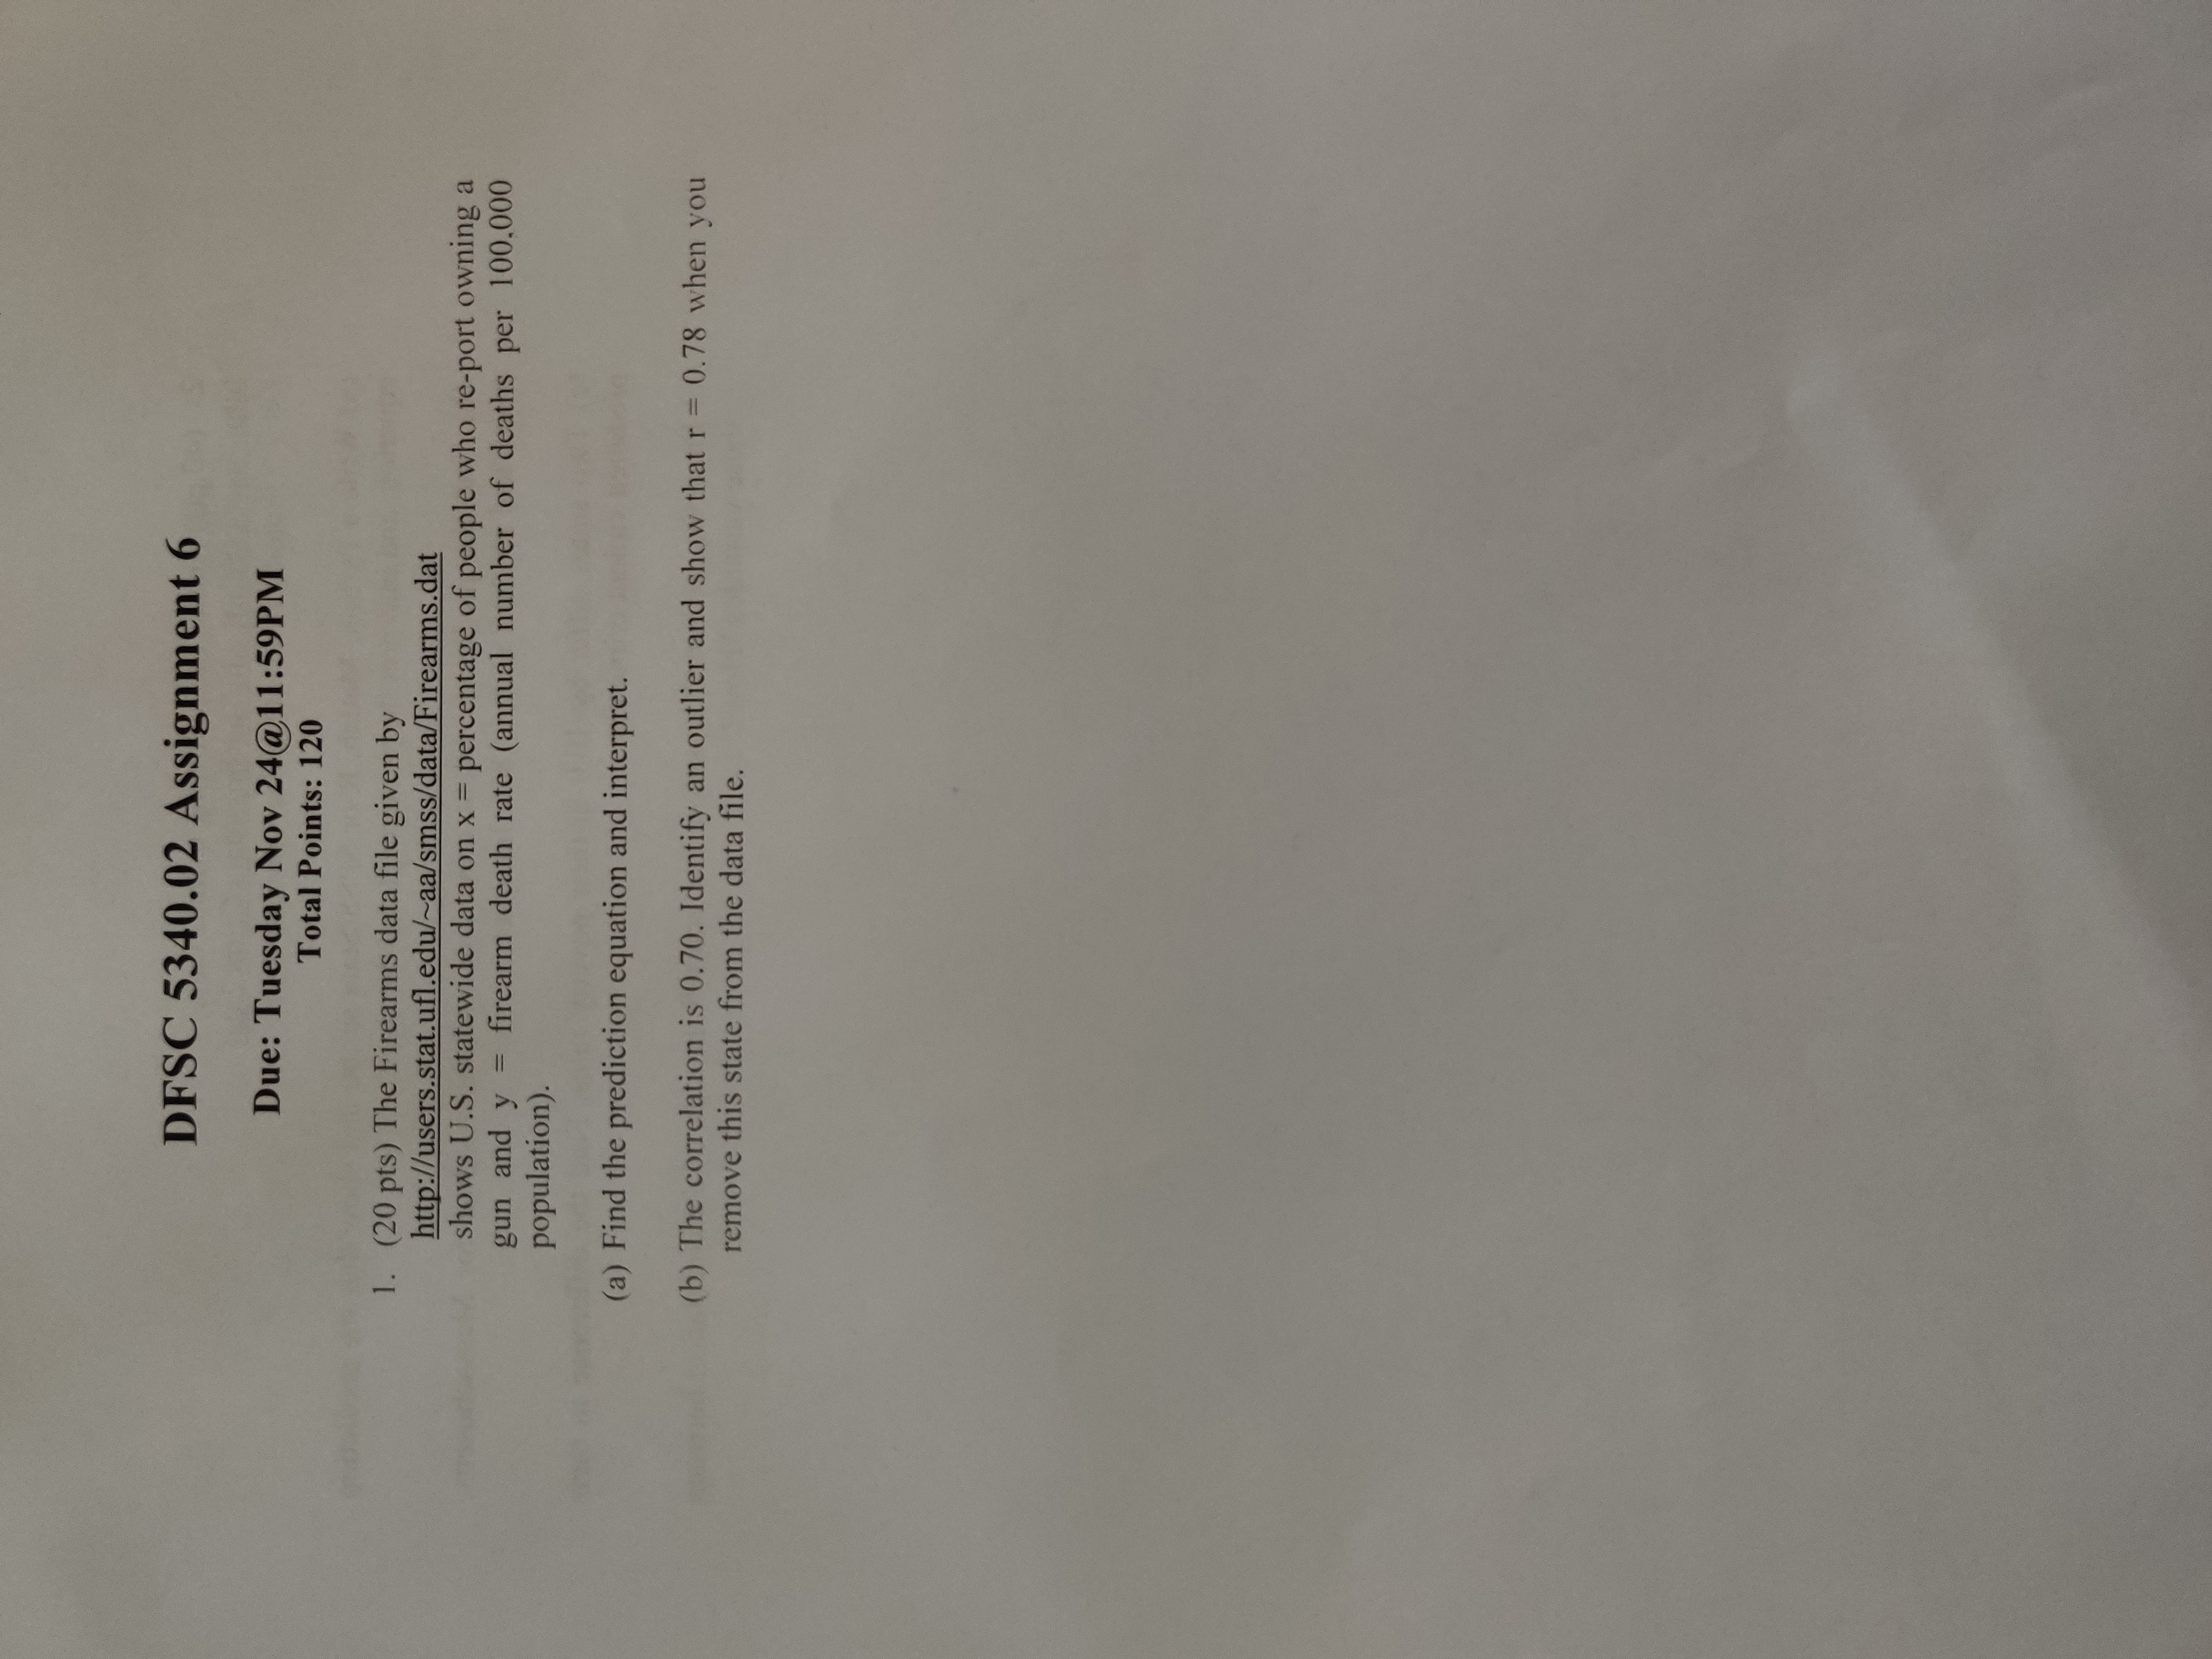 DFSC 5340.02 Assignment 6
Due: Tuesday Nov 24@11:59PM
Total Points: 120
1. (20 pts) The Firearms data file given by
http://users.stat.ufl.edu/~aa/smss/data/Firearms.dat
shows U.S. statewide data on x = percentage of people who re-port owning a
gun and y = firearm death rate (annual number of deaths per 100,000
population).
(a) Find the prediction equation and interpret.
(b) The correlation is 0.70. Identify an outlier and show that r = 0.78 when you
remove this state from the data file.